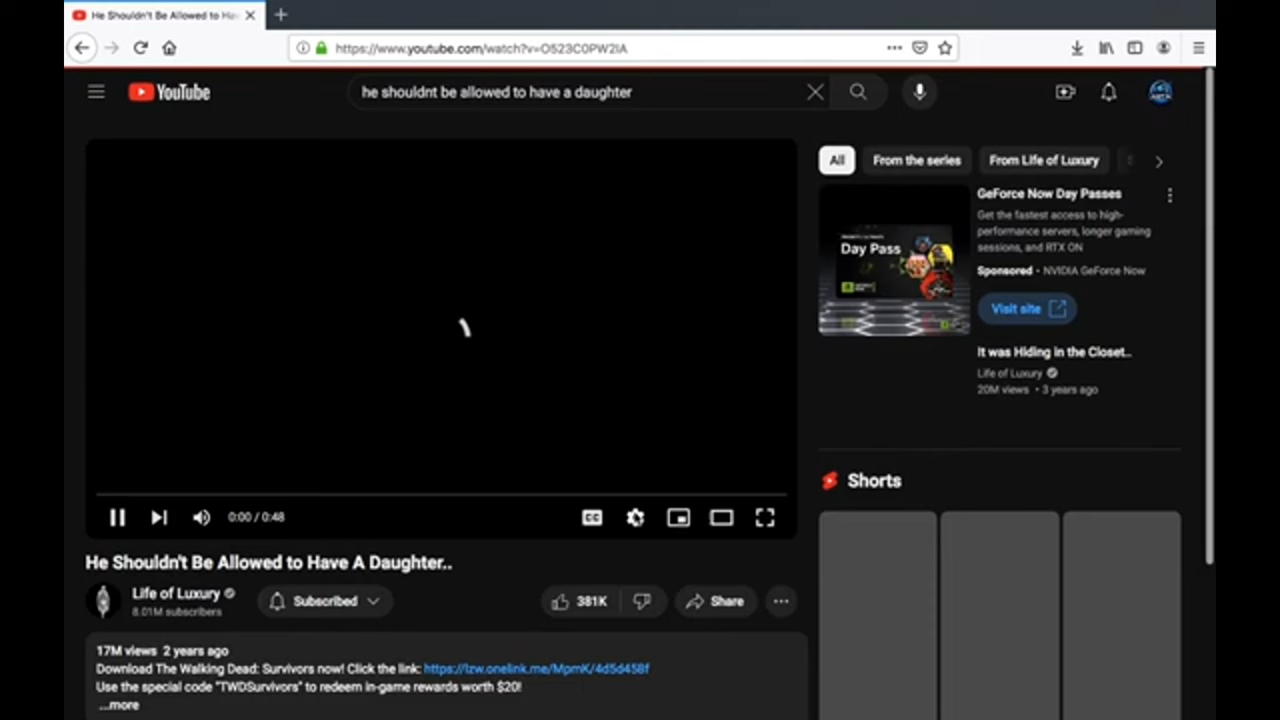 He Shouldn't Be Allowed to Hav
https://www.youtube.com/watch?v=O523C0PW2IA
YouTube
he shouldnt be allowed to have a daughter
All
From the series
From Life of Luxury
GeForce Now Day Passes
Get the fastest access to high-
performance servers, longer gaming
sessions, and RTX ON
Sponsored • NVIDIA GeForce Now
Day Pass
Visit site
It was Hiding in the Closet..
Life of Luxury
20M views • 3 years ago
CC
0:00 / 0:48
Shorts
He Shouldn't Be Allowed to Have A Daughter..
Life of Luxury
8.01M subscribers
Subscribed
381K
Share
17M views 2 years ago
Download The Walking Dead: Survivors now! Click the link: https://lzw.onelink.me/MpmK/4d5d458f
Use the special code "TWDSurvivors" to redeem in-game rewards worth $20!
...more